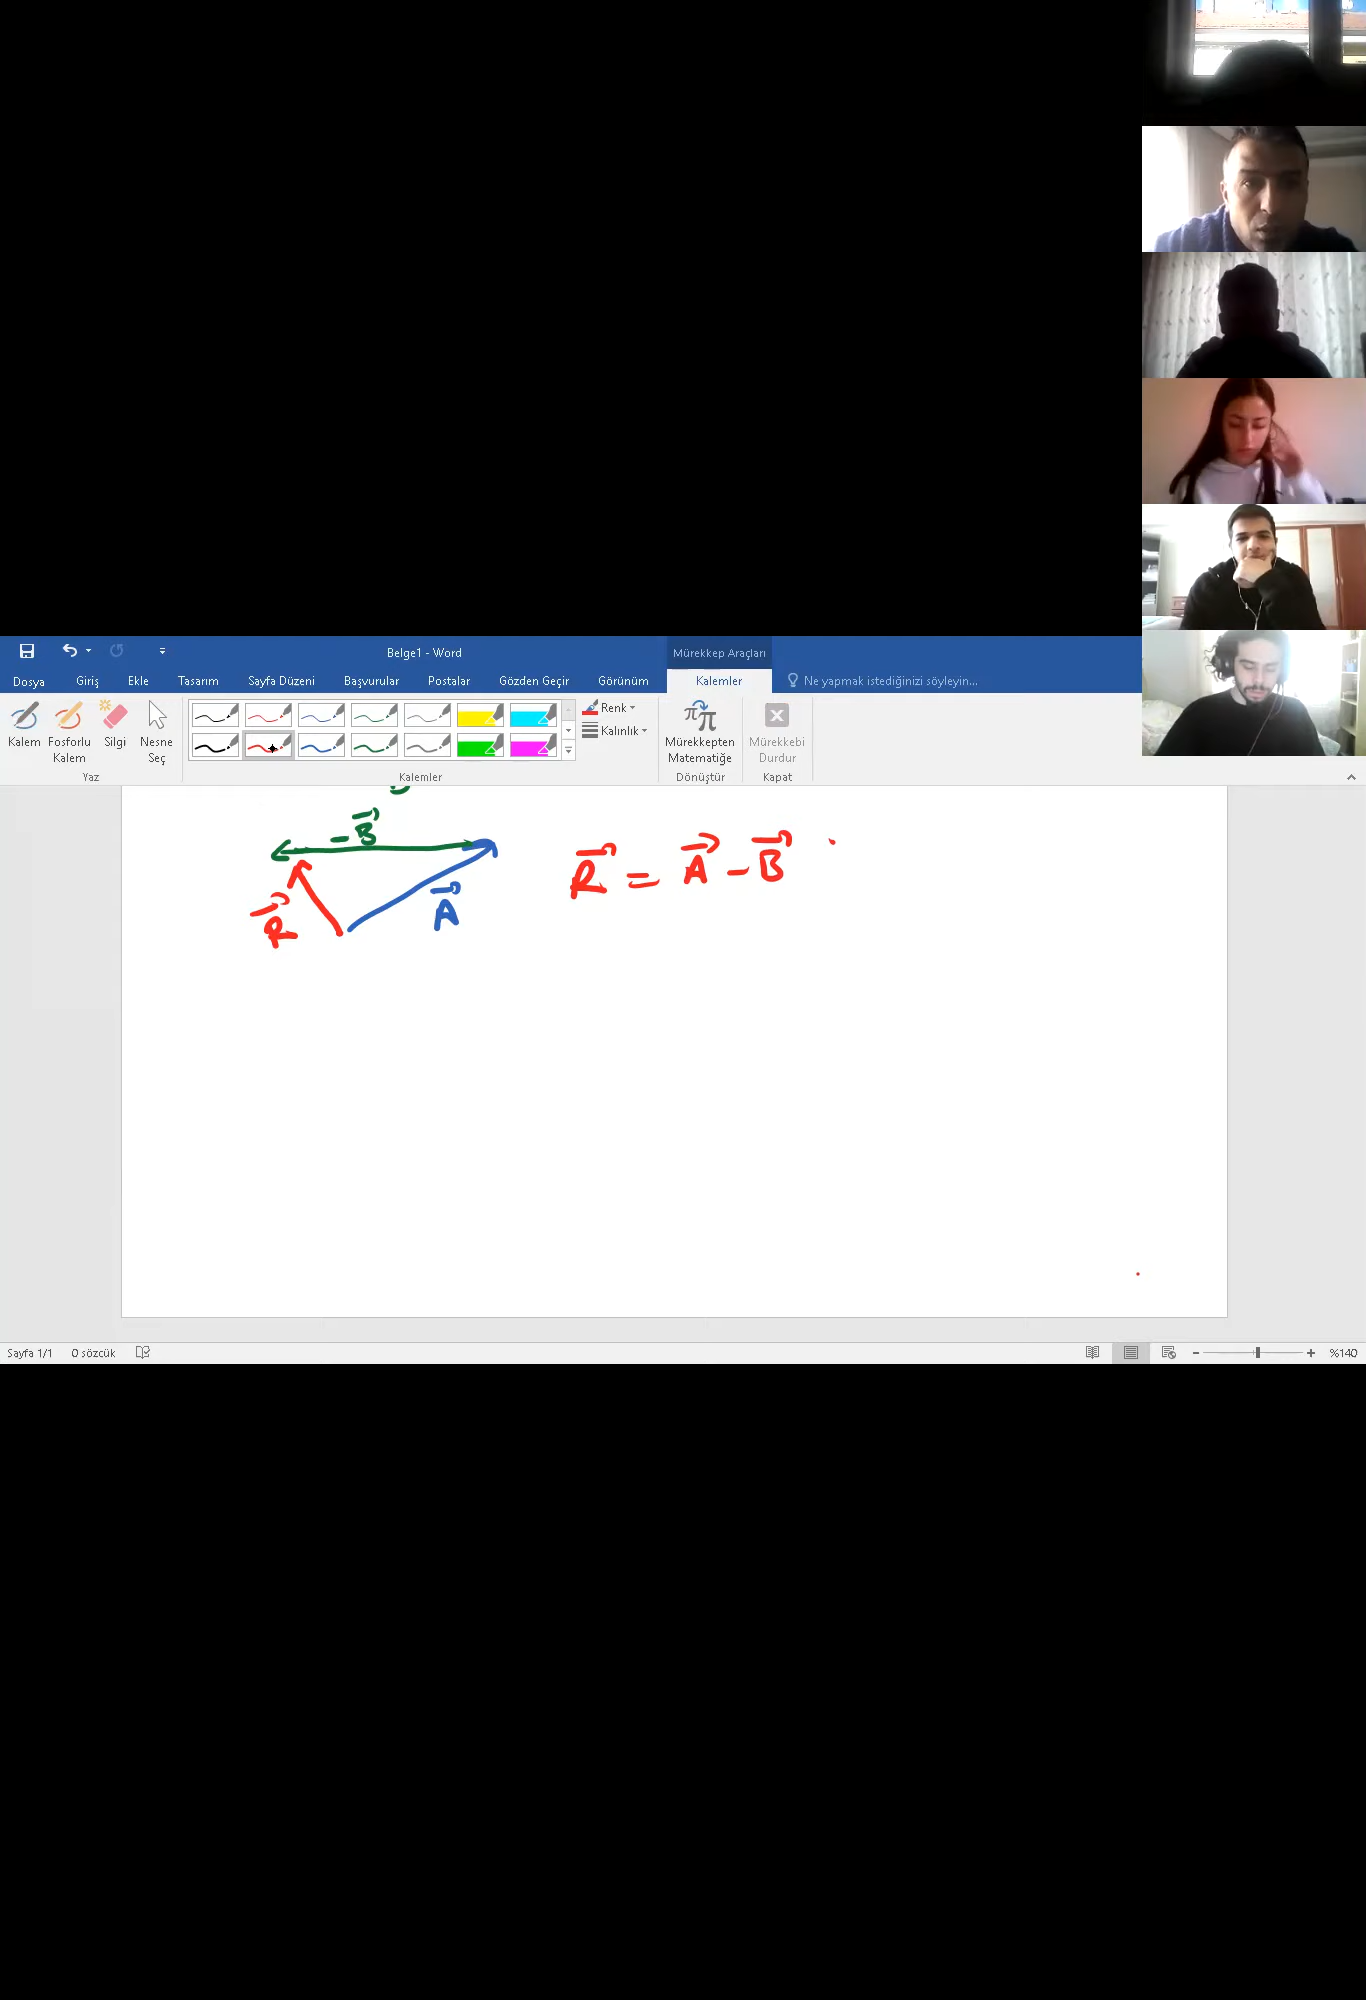 Belge1 - Word
Mürekkep Araçları
Dosya Giriş Ekle Tasarım Sayfa Düzeni Başvurular Postalar Gözden Geçir Görünüm Kalemler Ne yapmak istediğinizi söyleyin...
Kalem Fosforlu Kalem Silgi Nesne Seç
Renk
Kalınlık
Mürekkepten Matematiğe
Mürekkebi Durdur
Yaz Kalemler Dönüştür Kapat
-B⃗
R⃗ = A⃗ - B⃗
R⃗
A⃗
Sayfa 1/1 0 sözcük %140